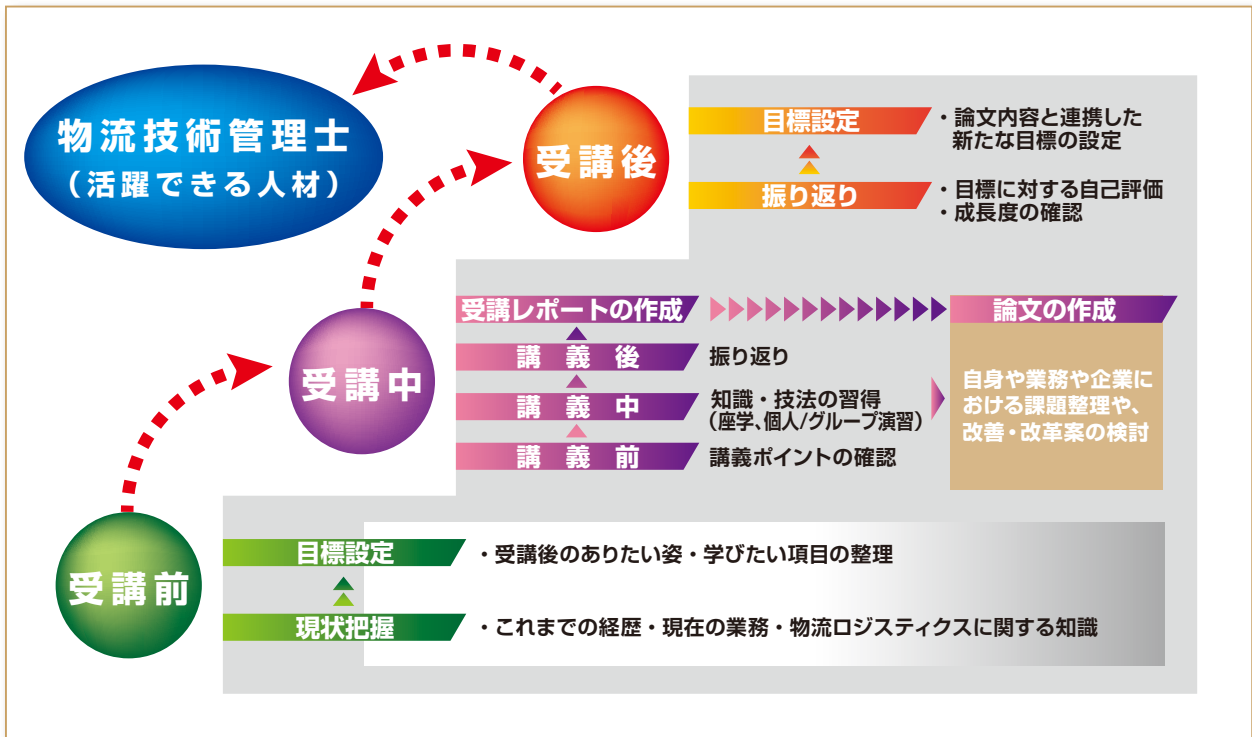 物流技術管理士
（活躍できる人材）
受講後
目標設定
・論文内容と連携した
新たな目標の設定
振り返り
・目標に対する自己評価
・成長度の確認
受講中
受講レポートの作成
論文の作成
講義後
振り返り
講義中
知識・技法の習得
（座学、個人/グループ演習）
講義前
講義ポイントの確認
自身や業務や企業に
おける課題整理や、
改善・改革案の検討
受講前
目標設定
・受講後のありたい姿・学びたい項目の整理
現状把握
・これまでの経歴・現在の業務・物流ロジスティクスに関する知識